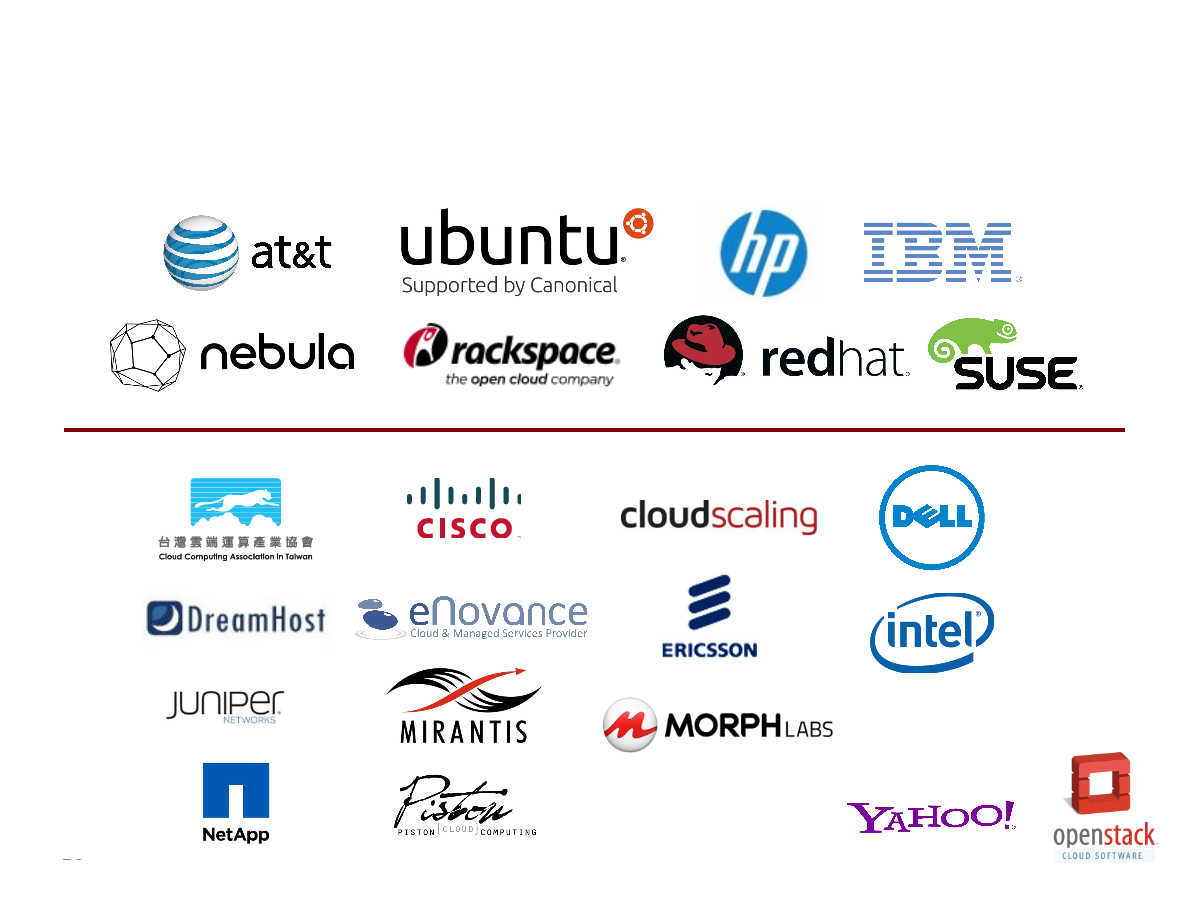 at&t
ubuntu®
Supported by Canonical
hp
IBM®
nebula
rackspace®
the open cloud company
redhat
SUSE®
台灣雲端運算產業協會
Cloud Computing Association in Taiwan
CISCO
cloudscaling
DELL
DreamHost
eNovance
Cloud & Managed Services Provider
ERICSSON
intel®
JUNIPER
NETWORKS
MIRANTIS
MORPHLABS
NetApp
Piston
PISTON[CLOUD]COMPUTING
YAHOO!
openstack
CLOUD SOFTWARE